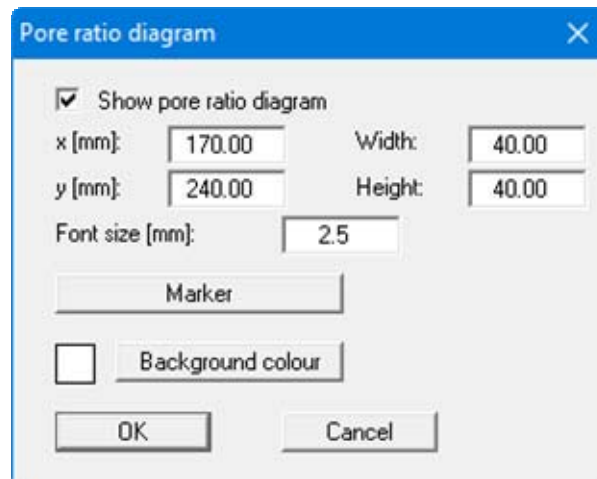 Pore ratio diagram
Show pore ratio diagram
x [mm]: 170.00 Width: 40.00
y [mm]: 240.00 Height: 40.00
Font size [mm]: 2.5
Marker
Background colour
OK Cancel